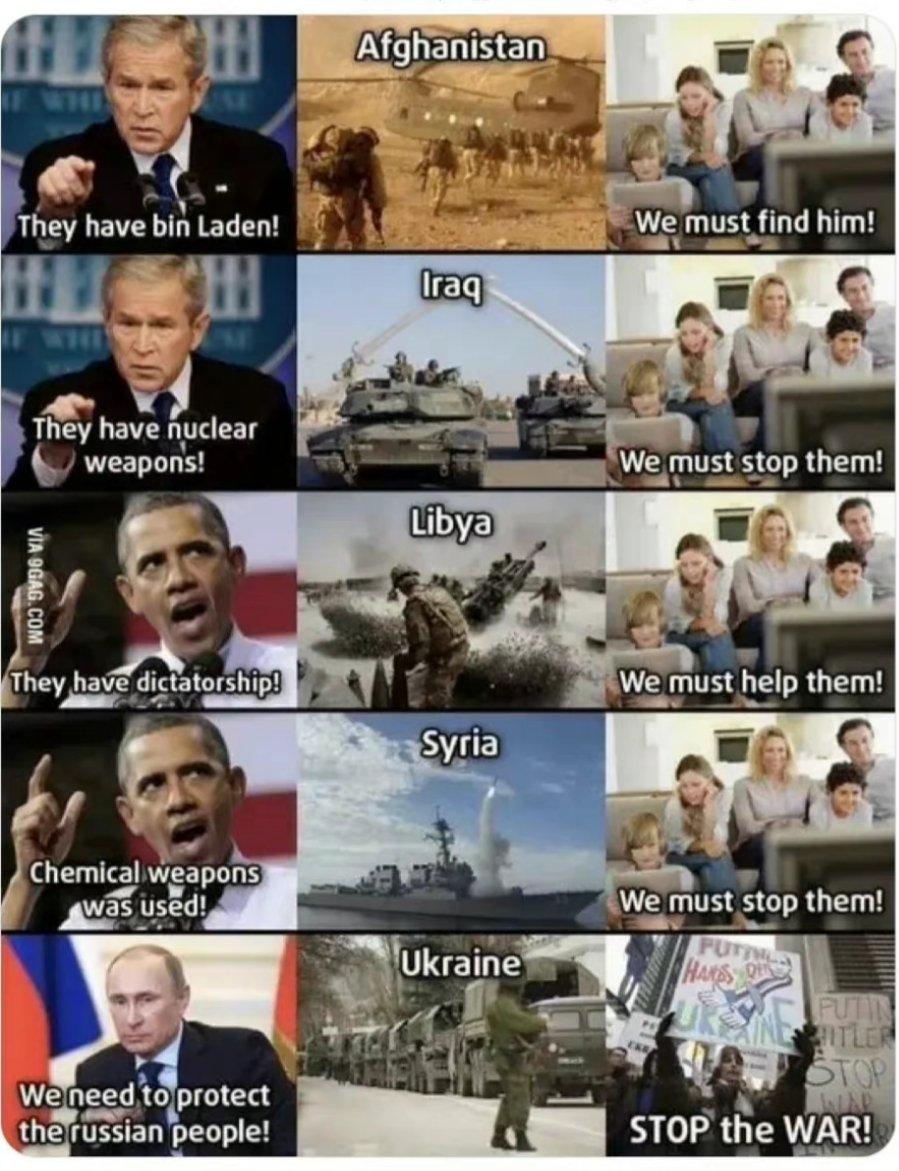 Afghanistan
They have bin Laden!
We must find him!
Iraq
They have nuclear
weapons!
We must stop them!
Libya
VIA 9GAG.COM
They have dictatorship!
We must help them!
Syria
Chemical weapons
was used!
We must stop them!
Ukraine
We need to protect
the russian people!
PUTIN
HANDS OFF
UKRAINE
PUTIN
HITLER
STOP
WAR
STOP the WAR!